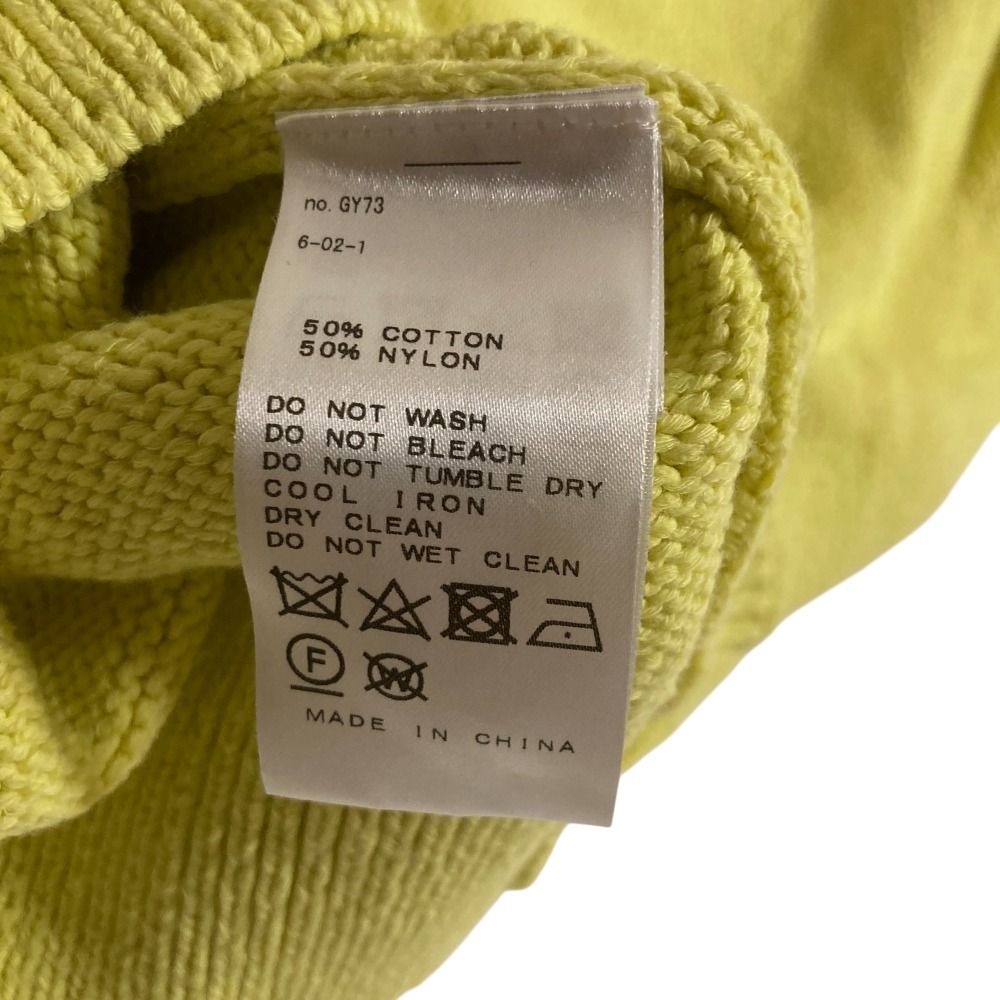 no. GY73
6-02-1
50% COTTON
50% NYLON
DO NOT WASH
DO NOT BLEACH
DO NOT TUMBLE DRY
COOL IRON
DRY CLEAN
DO NOT WET CLEAN
F
W
MADE IN CHINA